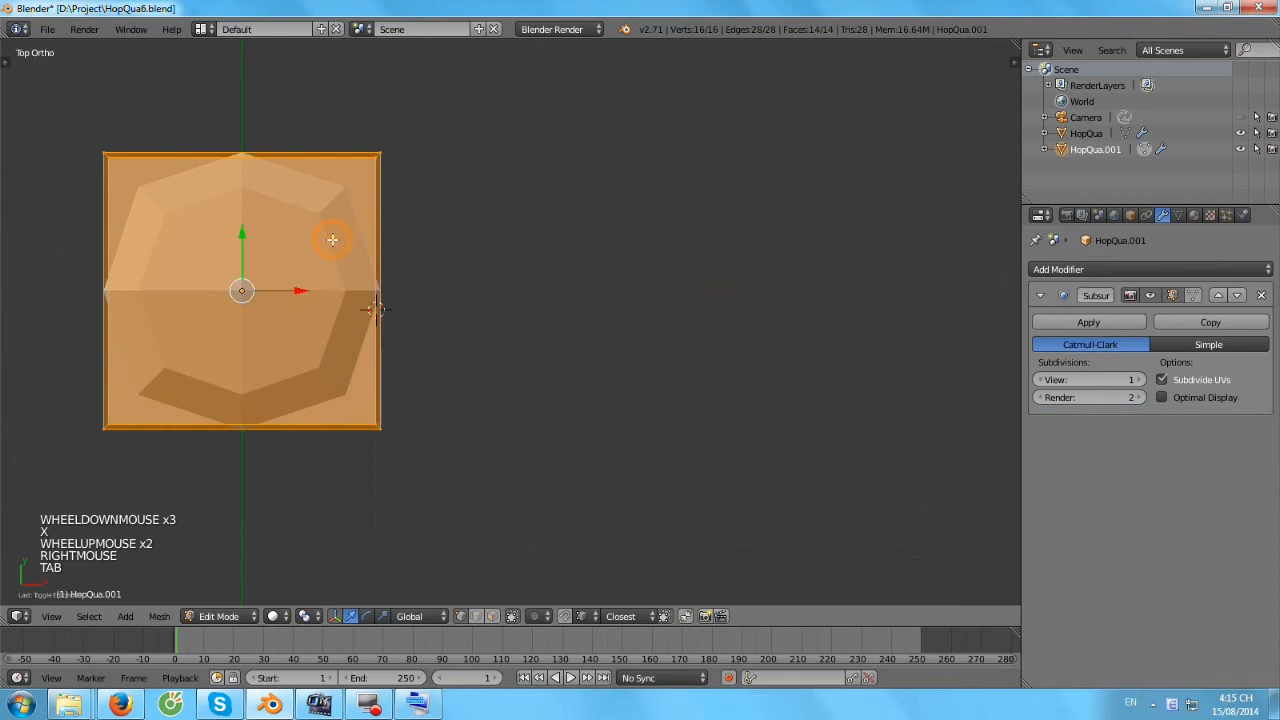 Blender* [D:\Project\HopQua6.blend]
File Render Window Help Default Scene Blender Render v2.71 | Verts:16/16 | Edges:28/28 | Faces:14/14 | Tris:28 | Mem:16.64M | HopQua.001
Top Ortho
View Search All Scenes
Scene
RenderLayers
World
Camera
HopQua
HopQua.001
HopQua.001
Add Modifier
Subsur
Apply Copy
Catmull-Clark Simple
Subdivisions: Options:
View: 1 Subdivide UVs
Render: 2 Optimal Display
WHEELDOWNMOUSE x3
X
WHEELUPMOUSE x2
RIGHTMOUSE
TAB
(1) HopQua.001
View Select Add Mesh Edit Mode Global Closest
-50 -40 -30 -20 -10 0 10 20 30 40 50 60 70 80 90 100 110 120 130 140 150 160 170 180 190 200 210 220 230 240 250 260 270 280
View Marker Frame Playback Start: 1 End: 250 1 No Sync
EN 4:15 CH
15/08/2014